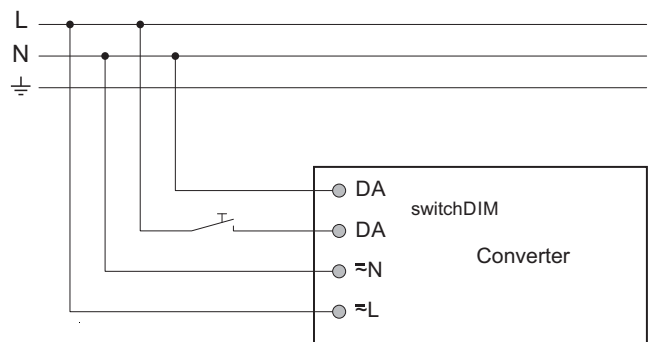 L
N
DA
switchDIM
DA
Converter
≂N
≂L